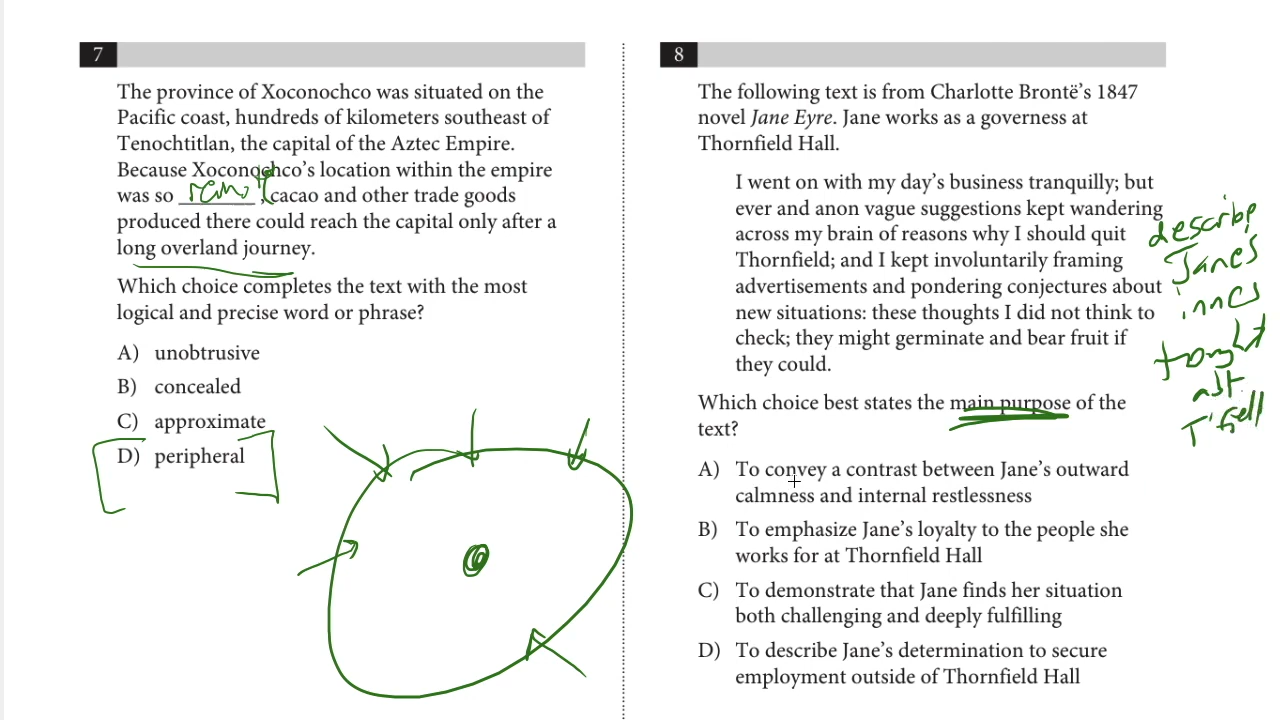 7
The province of Xoconochco was situated on the
Pacific coast, hundreds of kilometers southeast of
Tenochtitlan, the capital of the Aztec Empire.
Because Xoconochco's location within the empire
was so ________, cacao and other trade goods
produced there could reach the capital only after a
long overland journey.
Which choice completes the text with the most
logical and precise word or phrase?
A) unobtrusive
B) concealed
C) approximate
D) peripheral
8
The following text is from Charlotte Brontë's 1847
novel Jane Eyre. Jane works as a governess at
Thornfield Hall.
I went on with my day's business tranquilly; but
ever and anon vague suggestions kept wandering
across my brain of reasons why I should quit
Thornfield; and I kept involuntarily framing
advertisements and pondering conjectures about
new situations: these thoughts I did not think to
check; they might germinate and bear fruit if
they could.
Which choice best states the main purpose of the
text?
A) To convey a contrast between Jane's outward
calmness and internal restlessness
B) To emphasize Jane's loyalty to the people she
works for at Thornfield Hall
C) To demonstrate that Jane finds her situation
both challenging and deeply fulfilling
D) To describe Jane's determination to secure
employment outside of Thornfield Hall
describe
Jane's